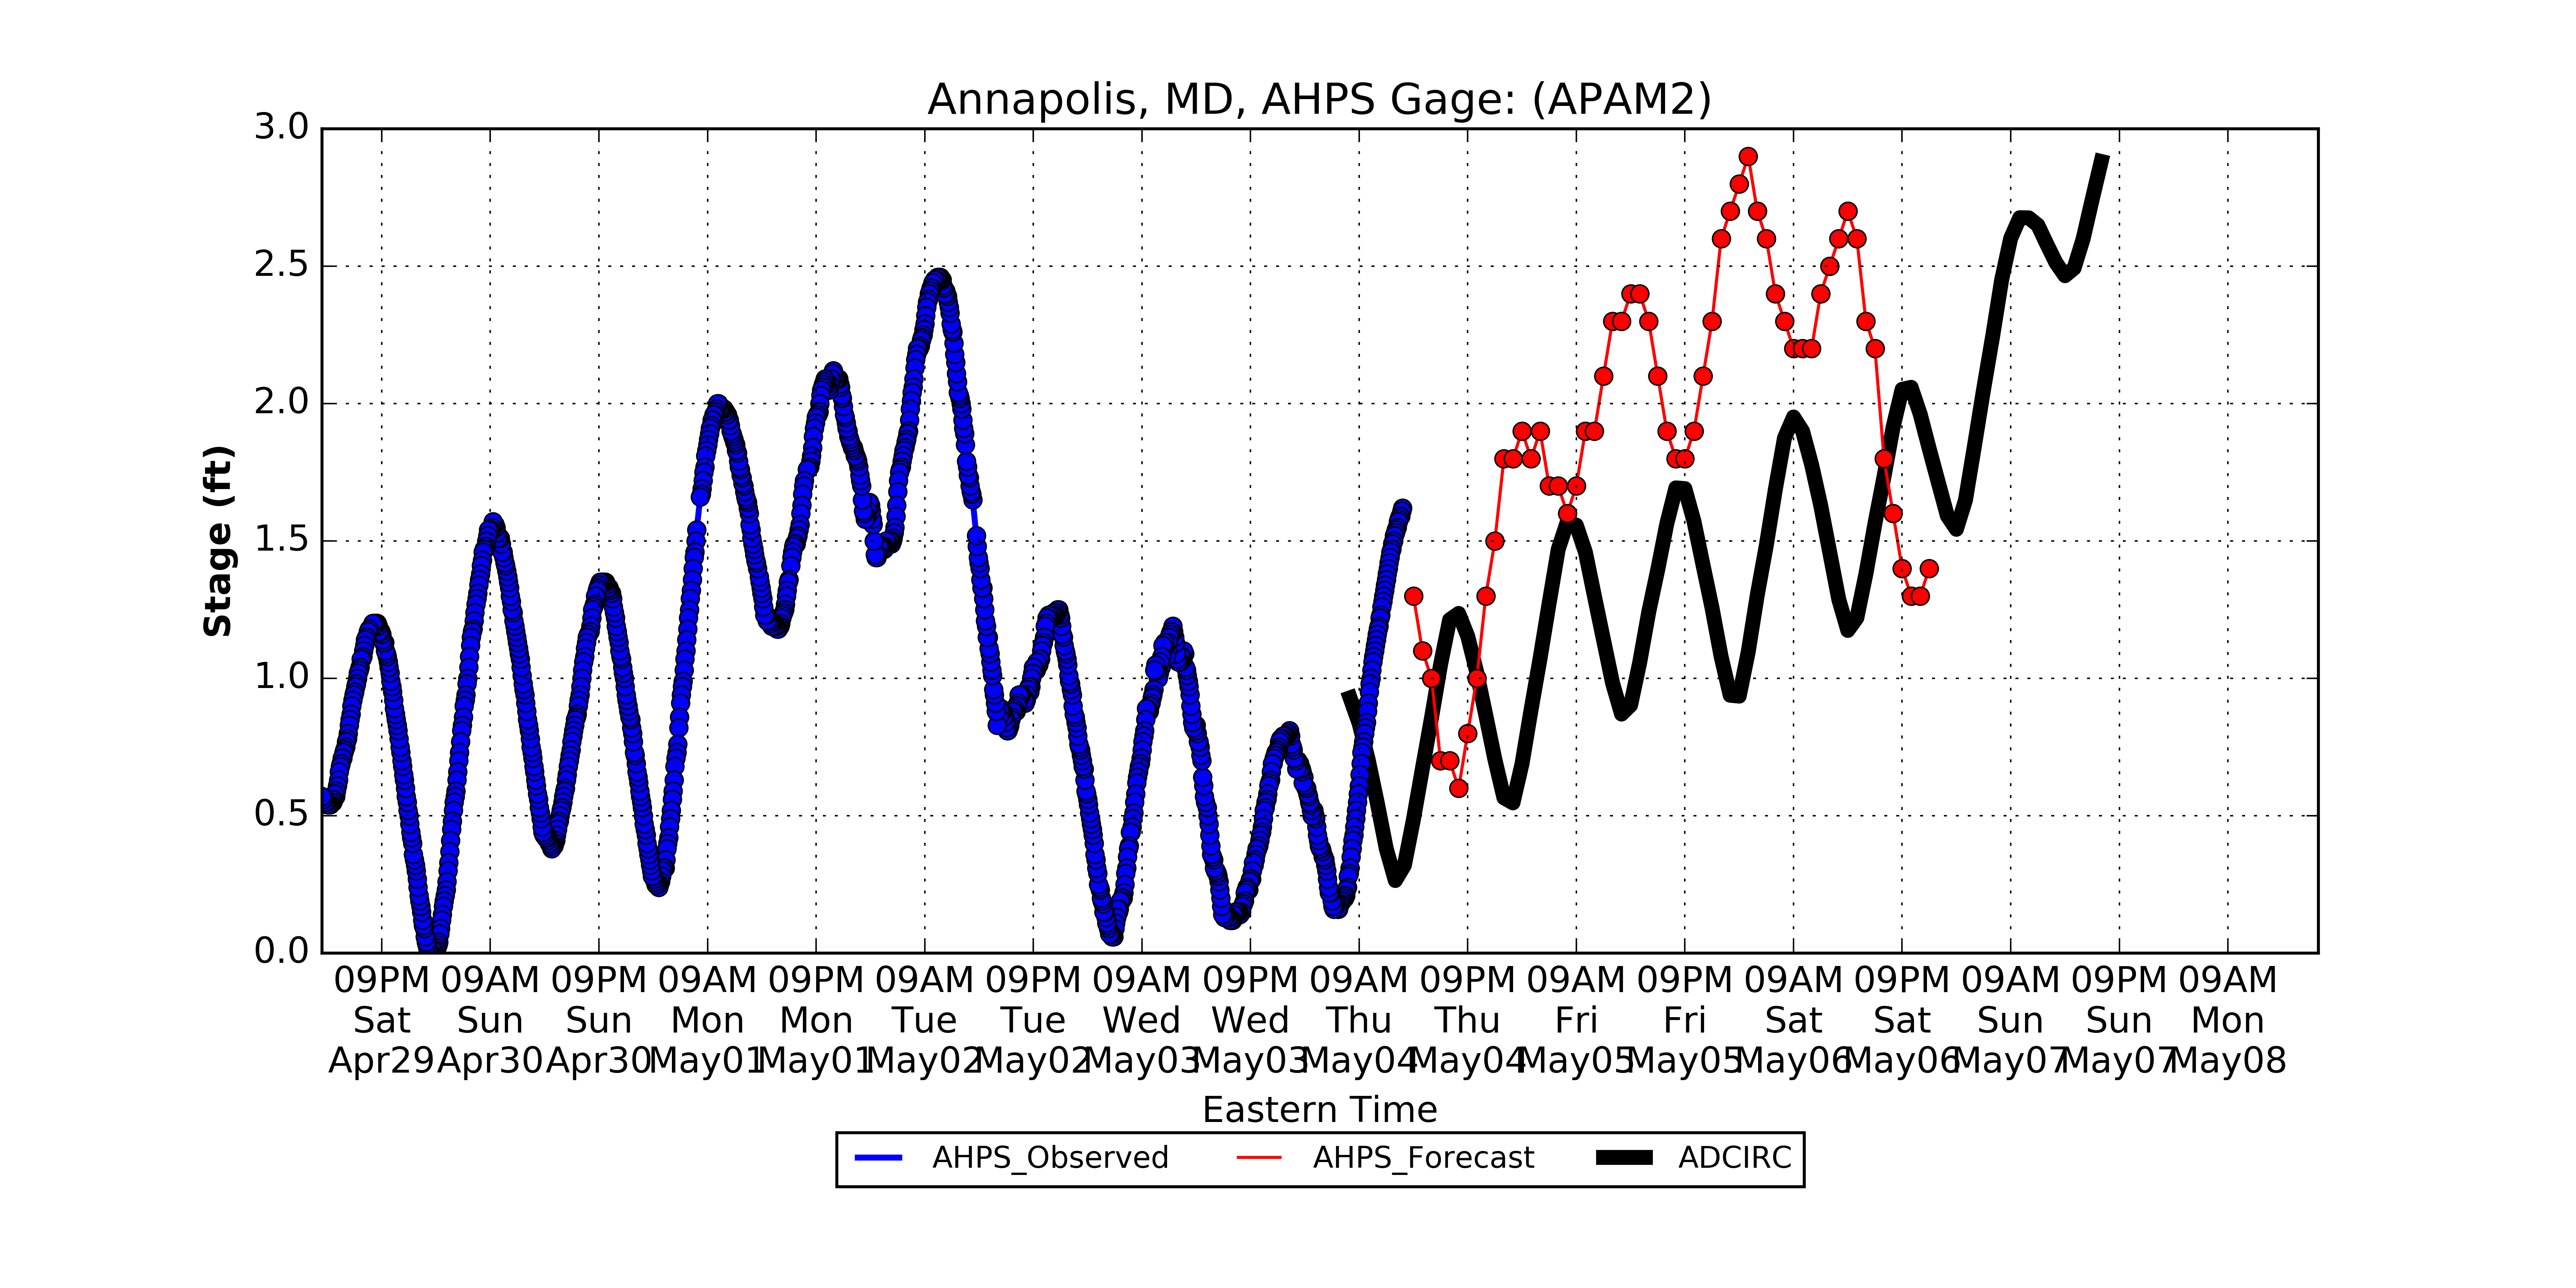 Annapolis, MD, AHPS Gage: (APAM2)
3.0
2.5
2.0
1.5
1.0
0.5
0.0
Stage (ft)
09PM 09AM 09PM 09AM 09PM 09AM 09PM 09AM 09PM 09AM 09PM 09AM 09PM 09AM 09PM 09AM 09PM 09AM
Sat Sun Sun Mon Mon Tue Tue Wed Wed Thu Thu Fri Fri Sat Sat Sun Sun Mon
Apr29 Apr30 Apr30 May01 May01 May02 May02 May03 May03 May04 May04 May05 May05 May06 May06 May07 May07 May08
Eastern Time
AHPS_Observed AHPS_Forecast ADCIRC